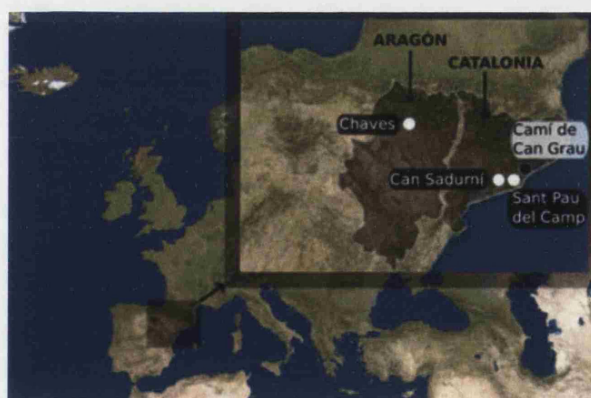 ARAGÓN
CATALONIA
Chaves
Camí de
Can Grau
Can Sadurní
Sant Pau
del Camp